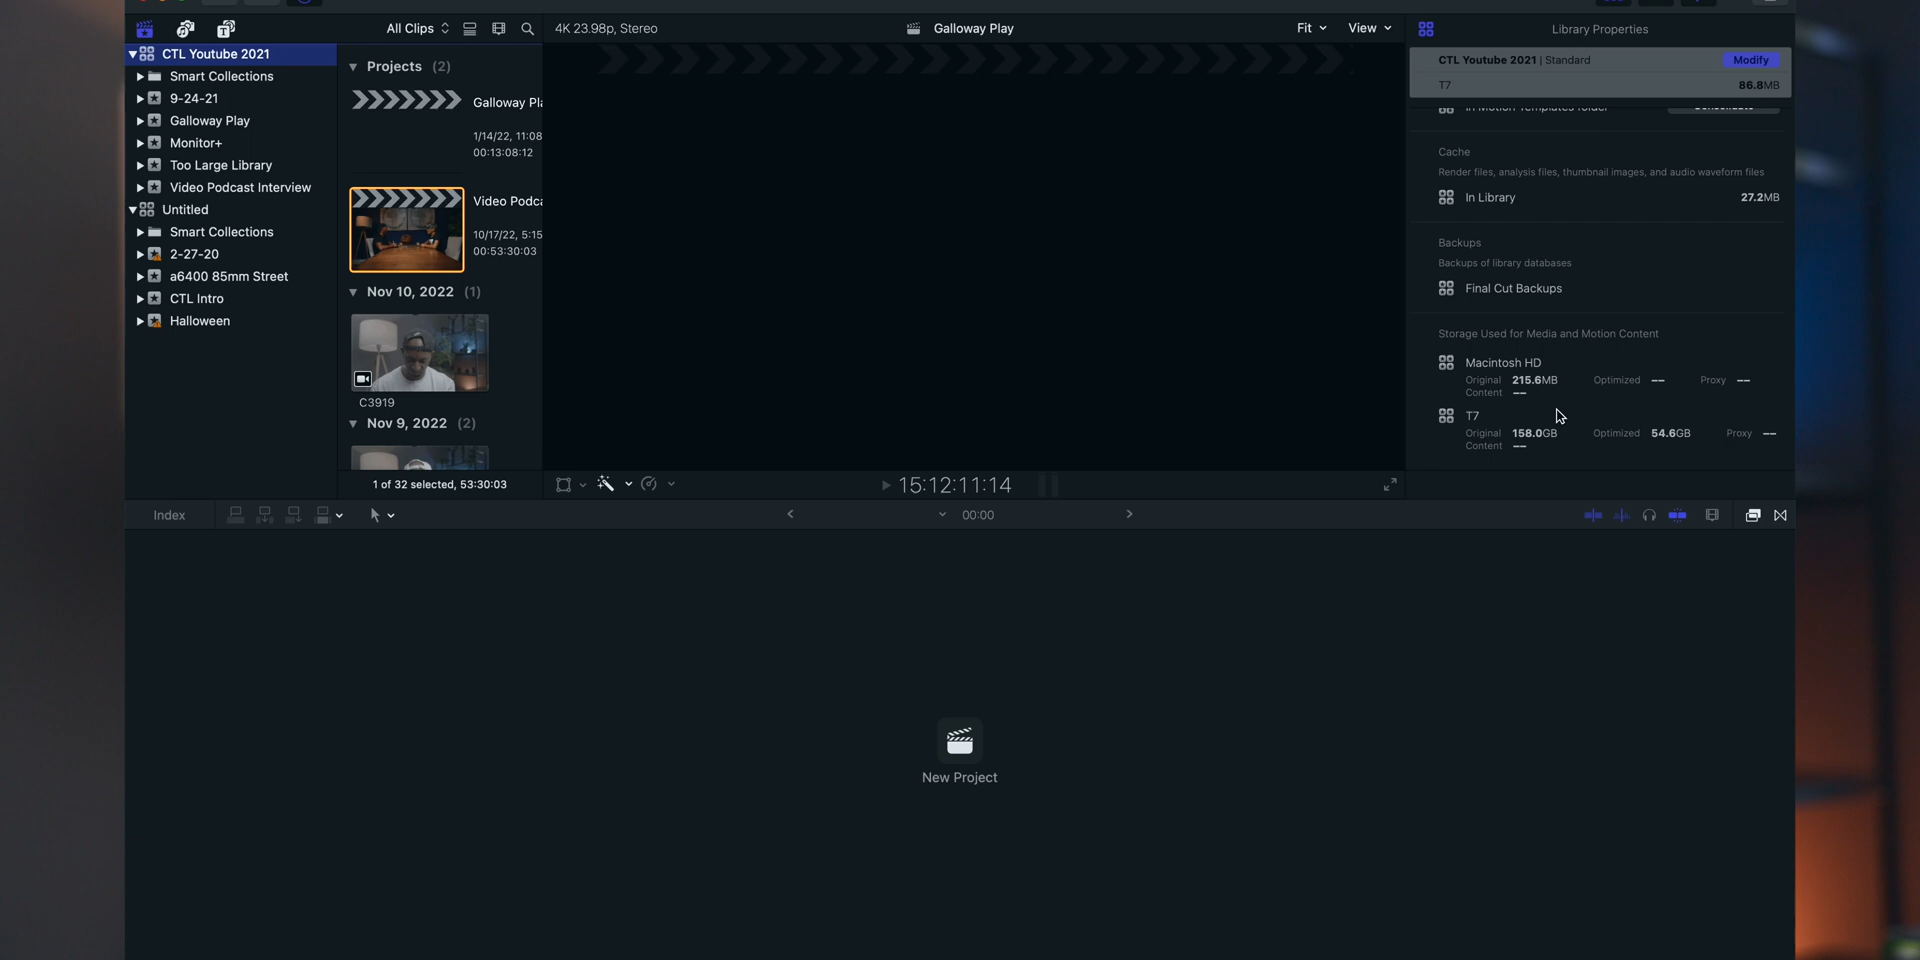 All Clips
4K 23.98p, Stereo
Galloway Play
Fit
View
Library Properties
CTL Youtube 2021
Smart Collections
9-24-21
Galloway Play
Monitor+
Too Large Library
Video Podcast Interview
Untitled
Smart Collections
2-27-20
a6400 85mm Street
CTL Intro
Halloween
Projects (2)
Galloway Pla
1/14/22, 11:08
00:13:08:12
Video Podca
10/17/22, 5:15
00:53:30:03
Nov 10, 2022 (1)
C3919
Nov 9, 2022 (2)
1 of 32 selected, 53:30:03
15:12:11:14
CTL Youtube 2021 | Standard
Modify
T7
86.8MB
In Motion Templates folder
Consolidate
Cache
Render files, analysis files, thumbnail images, and audio waveform files
In Library
27.2MB
Backups
Backups of library databases
Final Cut Backups
Storage Used for Media and Motion Content
Macintosh HD
Original 215.6MB Optimized -- Proxy --
Content --
T7
Original 158.0GB Optimized 54.6GB Proxy --
Content --
Index
00:00
New Project